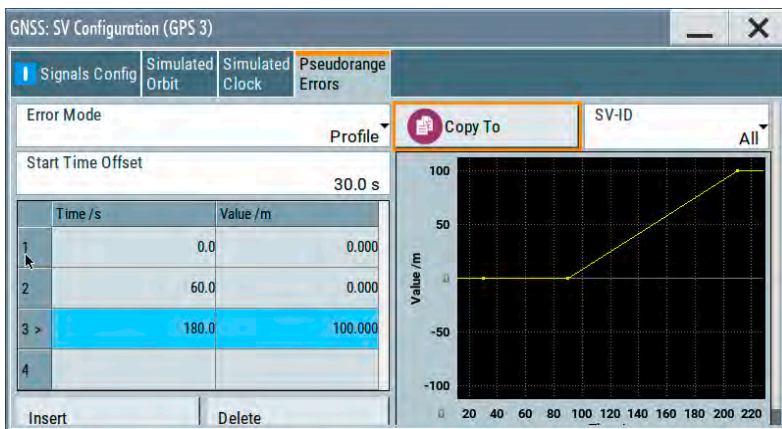 GNSS: SV Configuration (GPS 3)
Signals Config
Simulated Orbit
Simulated Clock
Pseudorange Errors
Error Mode
Profile
Copy To
SV-ID
All
Start Time Offset
30.0 s
Time /s Value /m
1 0.0 0.000
2 60.0 0.000
3 > 180.0 100.000
4
Insert Delete
100
50
0
-50
-100
Value /m
0 20 40 60 80 100 120 140 160 180 200 220